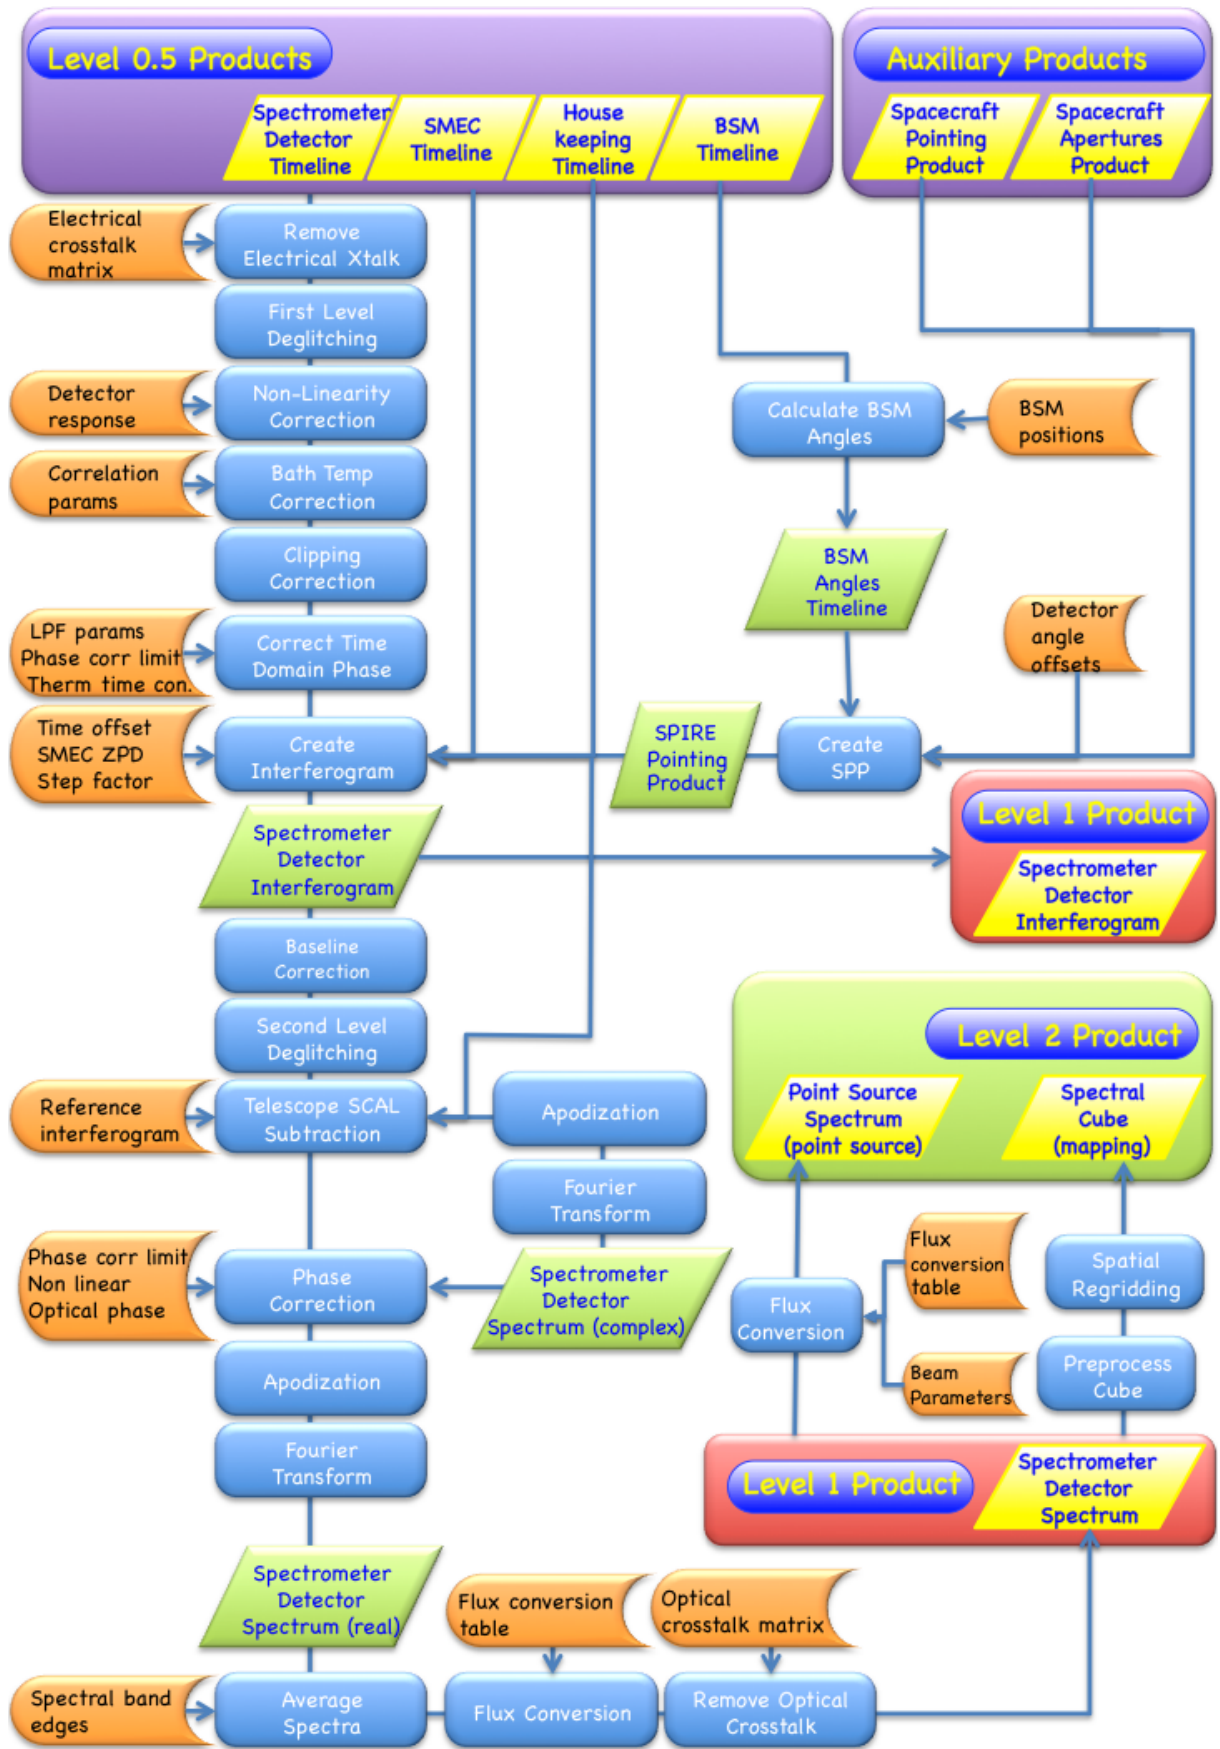 Level 0.5 Products
Auxiliary Products
Spectrometer
Detector
Timeline
SMEC
Timeline
House
keeping
Timeline
BSM
Timeline
Spacecraft
Pointing
Product
Spacecraft
Apertures
Product
Electrical
crosstalk
matrix
Remove
Electrical Xtalk
First Level
Deglitching
Detector
response
Non-Linearity
Correction
Calculate BSM
Angles
BSM
positions
Correlation
params
Bath Temp
Correction
Clipping
Correction
BSM
Angles
Timeline
LPF params
Phase corr limit
Therm time con.
Correct Time
Domain Phase
Detector
angle
offsets
Time offset
SMEC ZPD
Step factor
Create
Interferogram
SPIRE
Pointing
Product
Create
SPP
Level 1 Product
Spectrometer
Detector
Interferogram
Spectrometer
Detector
Interferogram
Baseline
Correction
Second Level
Deglitching
Level 2 Product
Point Source
Spectrum
(point source)
Spectral
Cube
(mapping)
Reference
interferogram
Telescope SCAL
Subtraction
Apodization
Fourier
Transform
Phase corr limit
Non linear
Optical phase
Phase
Correction
Spectrometer
Detector
Spectrum (complex)
Flux
Conversion
Flux
conversion
table
Spatial
Regridding
Beam
Parameters
Preprocess
Cube
Apodization
Fourier
Transform
Level 1 Product
Spectrometer
Detector
Spectrum
Spectrometer
Detector
Spectrum (real)
Flux conversion
table
Optical
crosstalk matrix
Spectral band
edges
Average
Spectra
Flux Conversion
Remove Optical
Crosstalk